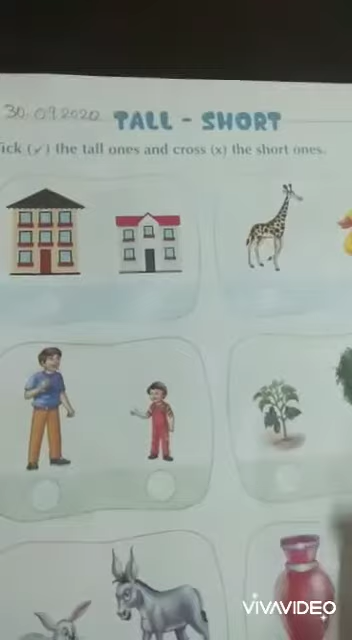 30.09.2020 TALL - SHORT
ick (✓) the tall ones and cross (x) the short ones.
VIVAVIDEO